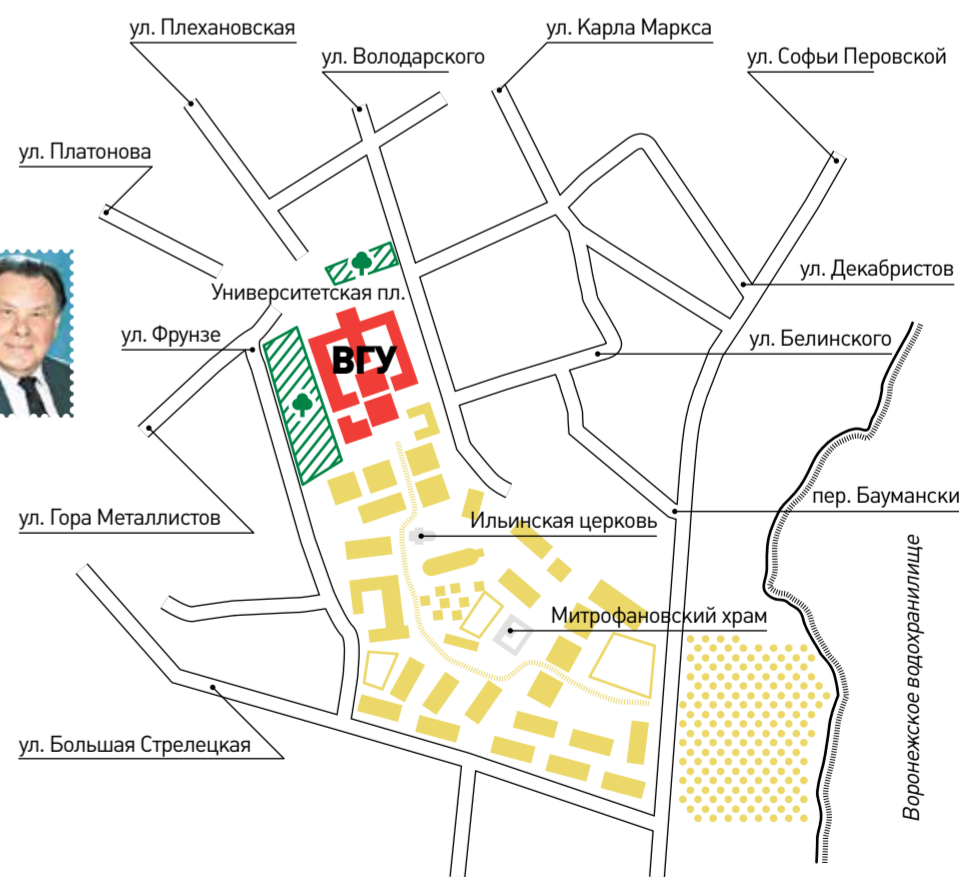 ул. Плехановская
ул. Володарского
ул. Карла Маркса
ул. Софьи Перовской
ул. Платонова
ул. Декабристов
Университетская пл.
ул. Фрунзе
ВГУ
ул. Белинского
пер. Баумански
ул. Гора Металлистов
Ильинская церковь
Митрофановский храм
Воронежское водохранилище
ул. Большая Стрелецкая